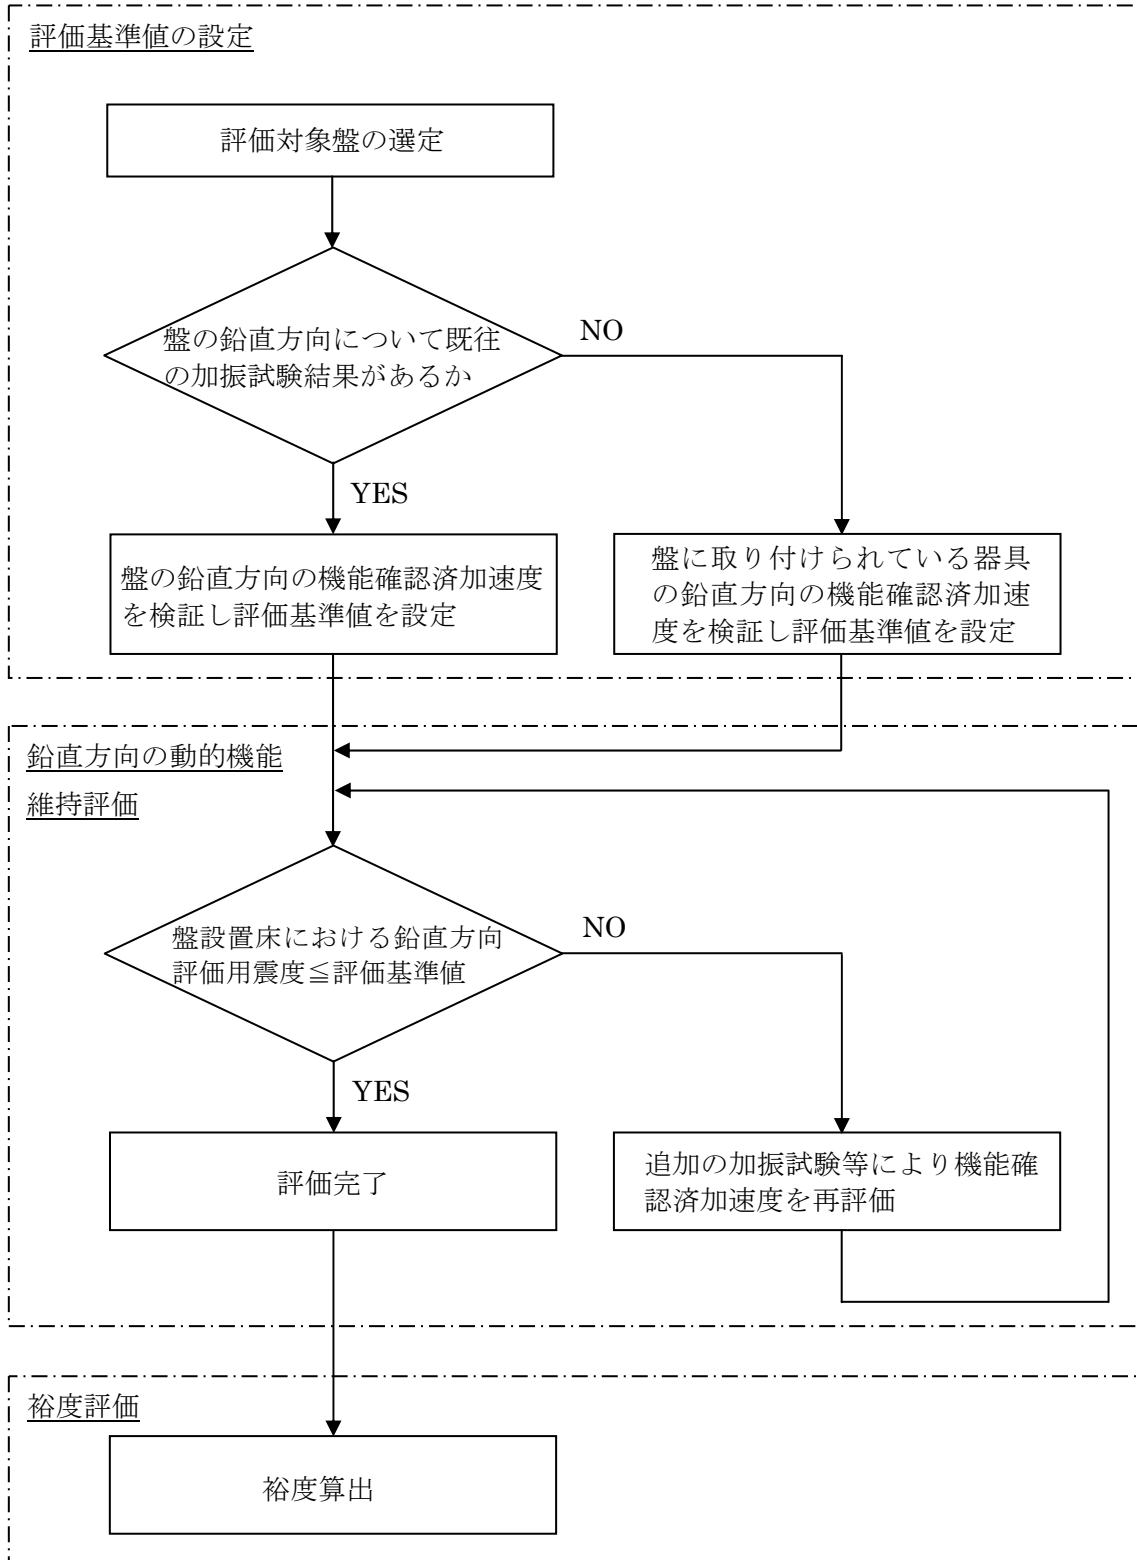 評価基準値の設定
評価対象盤の選定
盤の鉛直方向について既往
の加振試験結果があるか
NO
YES
盤の鉛直方向の機能確認済加速度
を検証し評価基準値を設定
盤に取り付けられている器具
の鉛直方向の機能確認済加速
度を検証し評価基準値を設定
鉛直方向の動的機能
維持評価
盤設置床における鉛直方向
評価用震度≦評価基準値
NO
YES
評価完了
追加の加振試験等により機能確
認済加速度を再評価
裕度評価
裕度算出